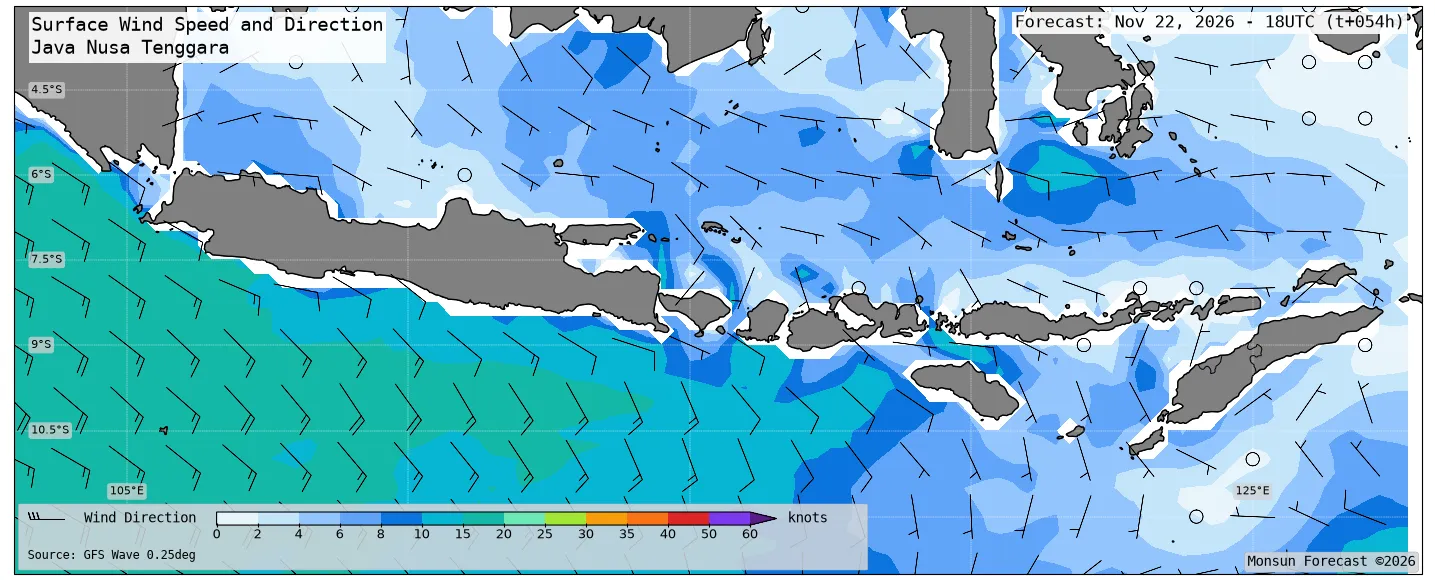 Surface Wind Speed and Direction
Java Nusa Tenggara
Forecast: Nov 22, 2026 - 18UTC (t+054h)
4.5°S
6°S
7.5°S
9°S
10.5°S
105°E
125°E
Wind Direction
0 2 4 6 8 10 15 20 25 30 35 40 50 60
knots
Source: GFS Wave 0.25deg
Monsun Forecast ©2026